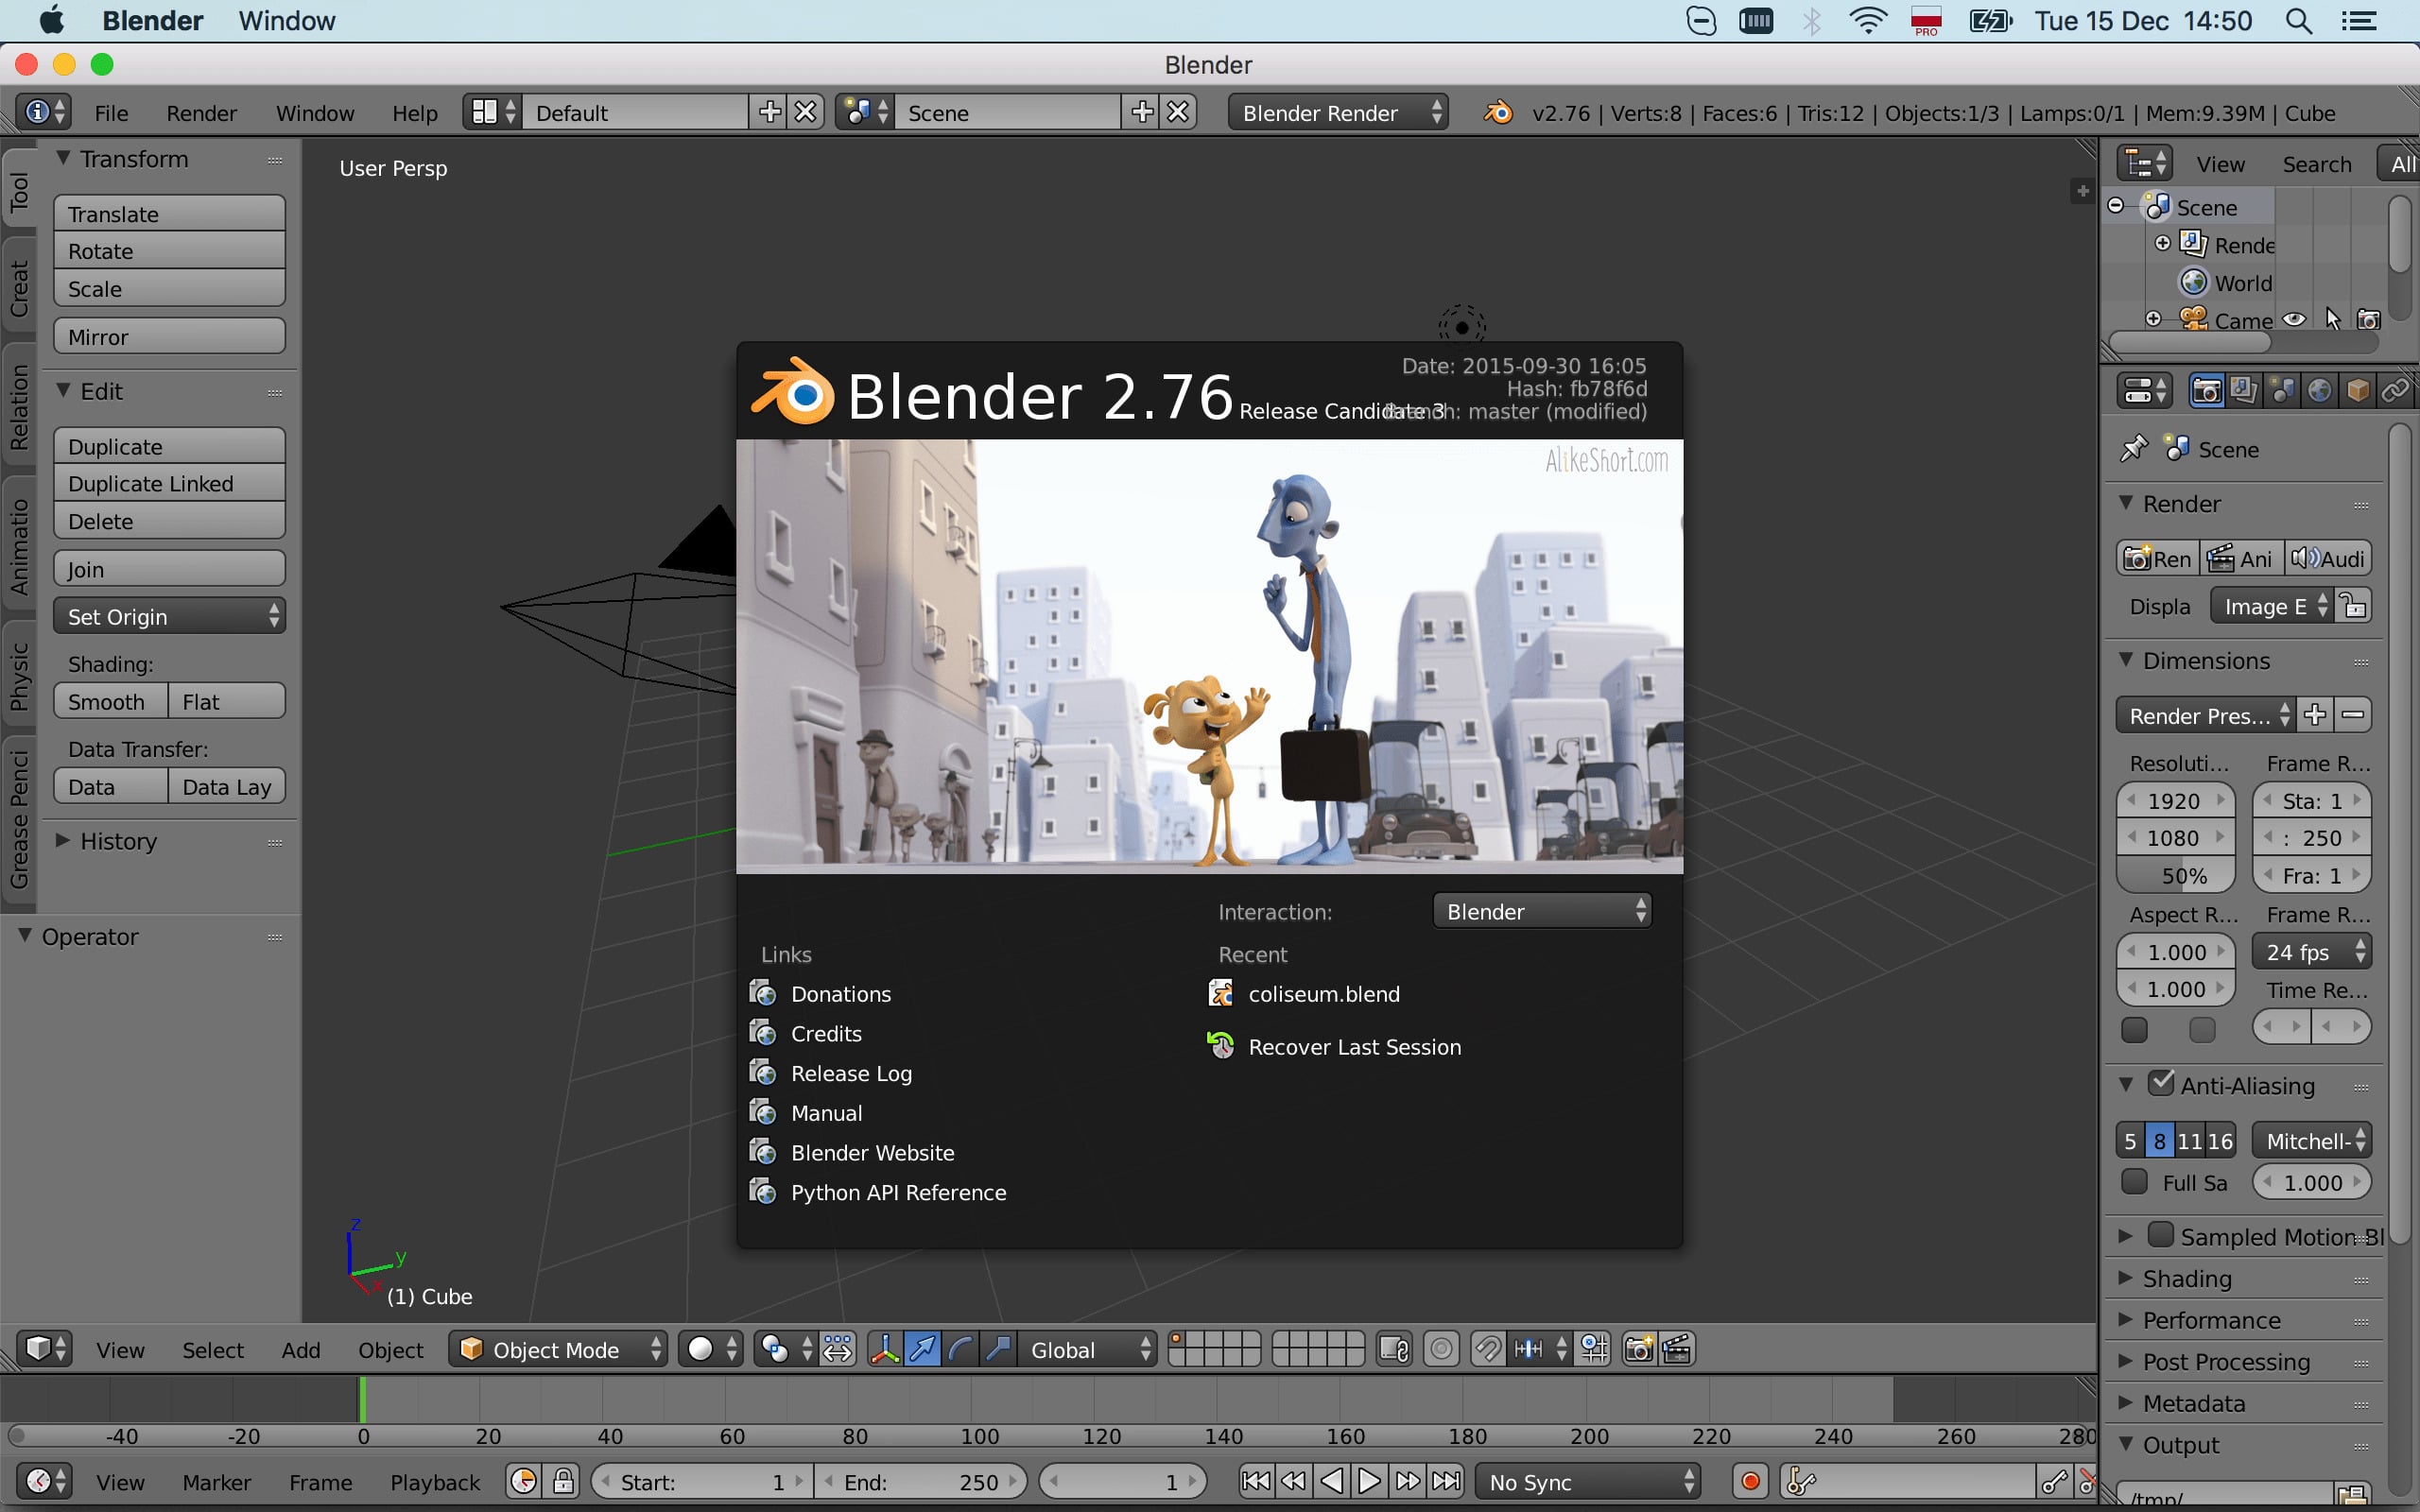 Blender Window PRO Tue 15 Dec 14:50
Blender
File Render Window Help Default Scene Blender Render v2.76 | Verts:8 | Faces:6 | Tris:12 | Objects:1/3 | Lamps:0/1 | Mem:9.39M | Cube
Tool
Creat
Relation
Animatio
Physic
Grease Penci
Transform
Translate
Rotate
Scale
Mirror
Edit
Duplicate
Duplicate Linked
Delete
Join
Set Origin
Shading:
Smooth Flat
Data Transfer:
Data Data Lay
History
Operator
User Persp
Blender 2.76 Release Candidate 3
Date: 2015-09-30 16:05
Hash: fb78f6d
Branch: master (modified)
AlikeShort.com
Interaction: Blender
Links
Donations
Credits
Release Log
Manual
Blender Website
Python API Reference
Recent
coliseum.blend
Recover Last Session
z
y
x
(1) Cube
View Search All
Scene
Rende
World
Came
Scene
Render
Ren Ani Audi
Displa Image E
Dimensions
Render Pres...
Resoluti... Frame R...
1920 Sta: 1
1080 : 250
50% Fra: 1
Aspect R... Frame R...
1.000 24 fps
1.000 Time Re...
Anti-Aliasing
5 8 11 16 Mitchell-
Full Sa 1.000
Sampled Motion Bl
Shading
Performance
Post Processing
Metadata
Output
/tmp/
View Select Add Object Object Mode Global
-40 -20 0 20 40 60 80 100 120 140 160 180 200 220 240 260 280
View Marker Frame Playback Start: 1 End: 250 1 No Sync